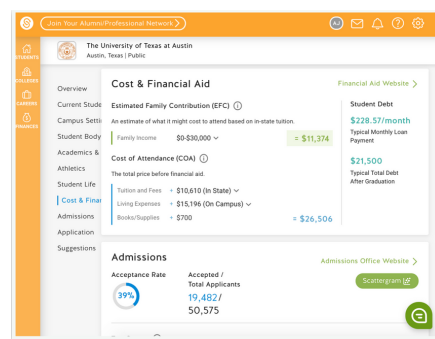 Join Your Alumni/Professional Network
AJ
STUDENTS
COLLEGES
CAREERS
FINANCES
The University of Texas at Austin
Austin, Texas | Public
Overview
Current Stude
Campus Setti
Student Body
Academics &
Athletics
Student Life
Cost & Finan
Admissions
Application
Suggestions
Cost & Financial Aid
Financial Aid Website
Estimated Family Contribution (EFC)
An estimate of what it might cost to attend based on in-state tuition.
Family Income $0-$30,000 = $11,374
Cost of Attendance (COA)
The total price before financial aid.
Tuition and Fees + $10,610 (In State)
Living Expenses + $15,196 (On Campus)
Books/Supplies + $700 = $26,506
Student Debt
$228.57/month
Typical Monthly Loan
Payment
$21,500
Typical Total Debt
After Graduation
Admissions
Admissions Office Website
Acceptance Rate
39%
Accepted /
Total Applicants
19,482/
50,575
Scattergram